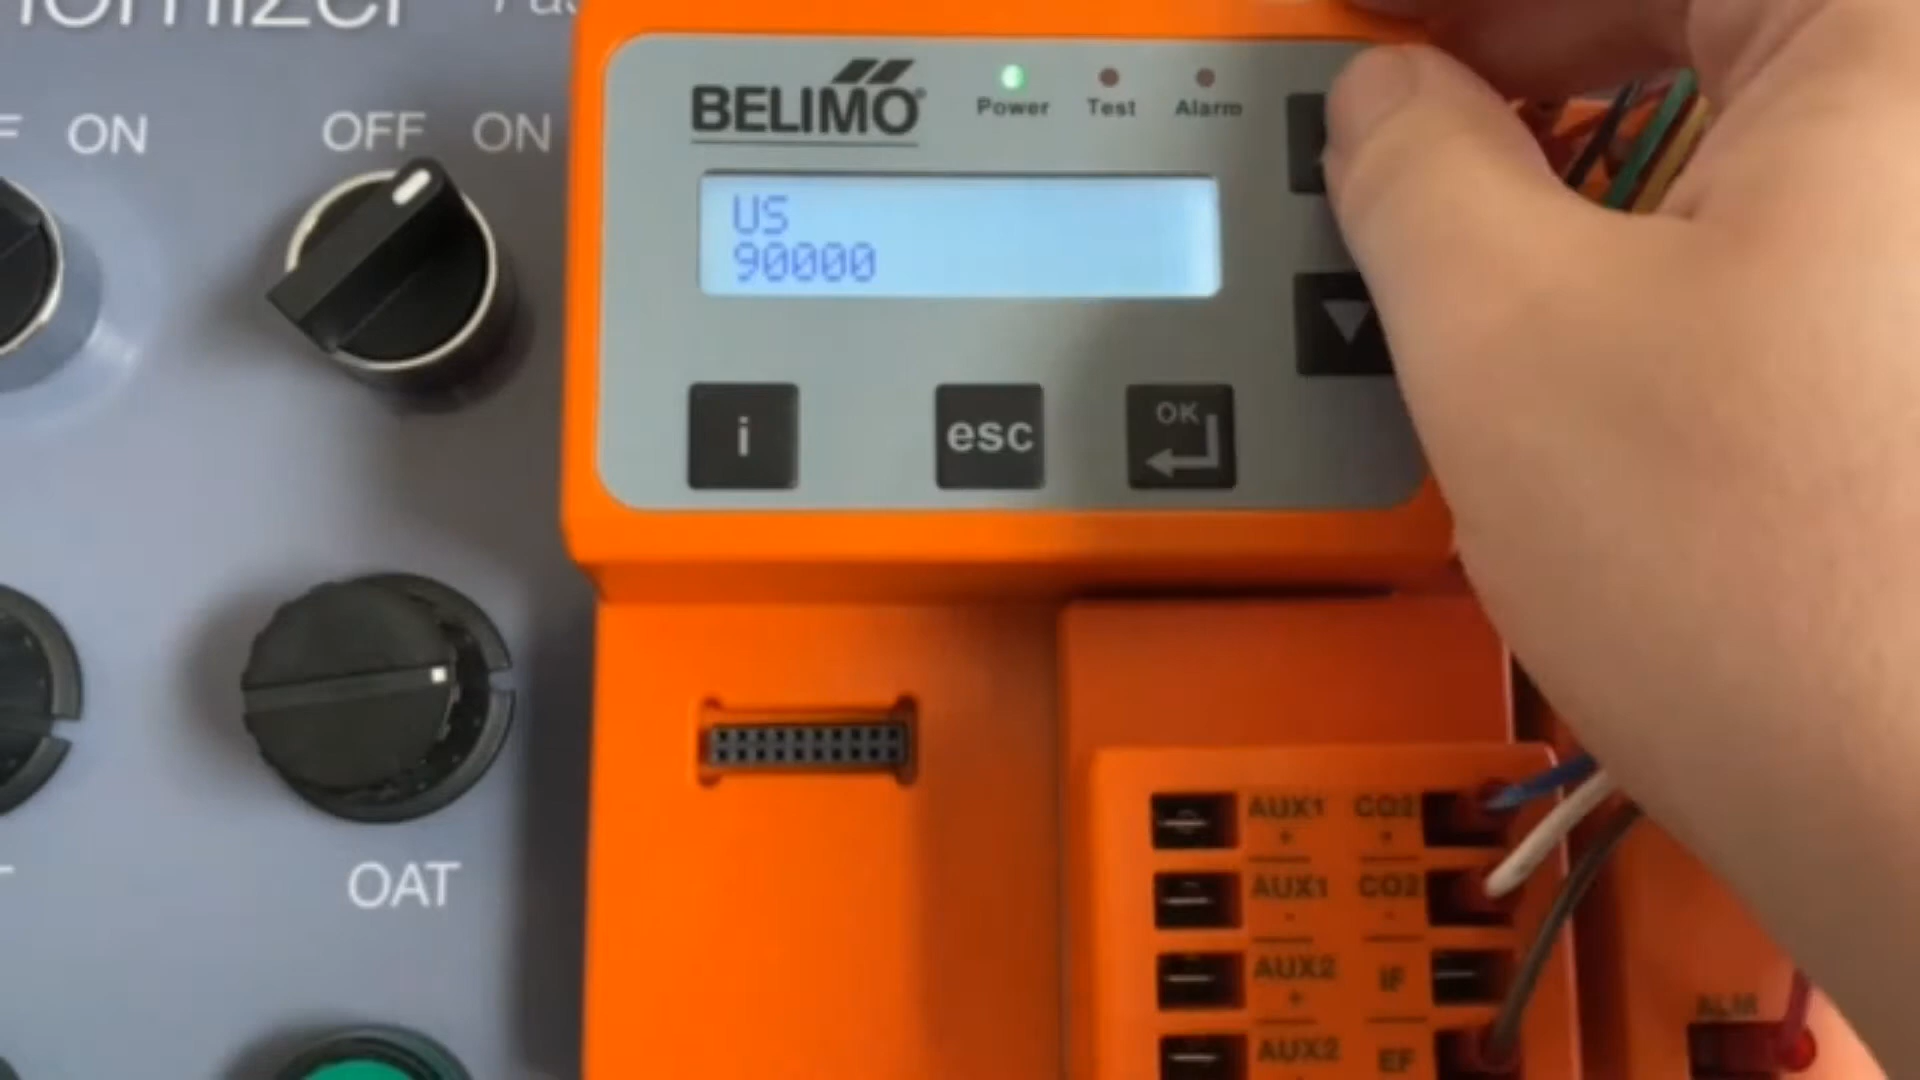 ON
OFF ON
BELIMO
Power Test Alarm
US
90000
i esc OK
OAT
AUX1 CO2
+ +
AUX1 CO2
- -
AUX2 IF
+
AUX2 EF
ALM